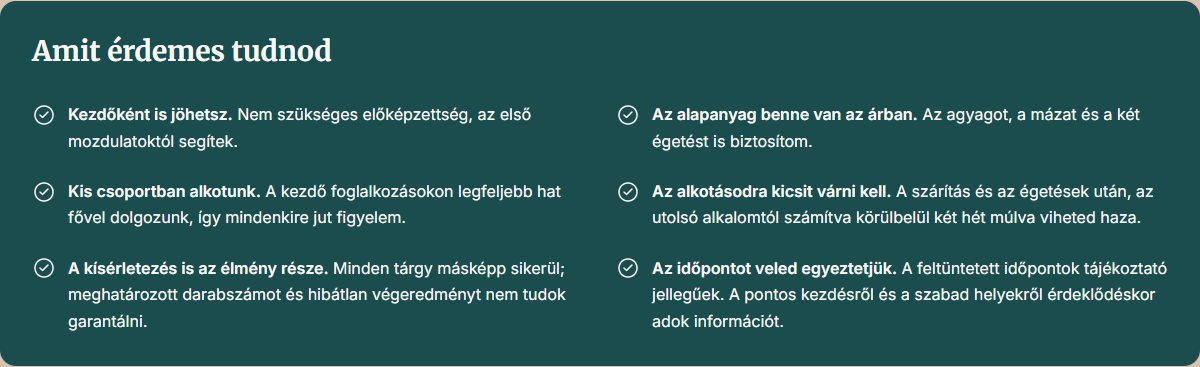 Amit érdemes tudnod
Kezdőként is jöhetsz. Nem szükséges előképzettség, az első
mozdulatoktól segítek.
Kis csoportban alkotunk. A kezdő foglalkozásokon legfeljebb hat
fővel dolgozunk, így mindenkire jut figyelem.
A kísérletezés is az élmény része. Minden tárgy másképp sikerül;
meghatározott darabszámot és hibátlan végeredményt nem tudok
garantálni.
Az alapanyag benne van az árban. Az agyagot, a mázat és a két
égetést is biztosítom.
Az alkotásodra kicsit várni kell. A szárítás és az égetések után, az
utolsó alkalomtól számítva körülbelül két hét múlva viheted haza.
Az időpontot veled egyeztetjük. A feltüntetett időpontok tájékoztató
jellegűek. A pontos kezdésről és a szabad helyekről érdeklődéskor
adok információt.